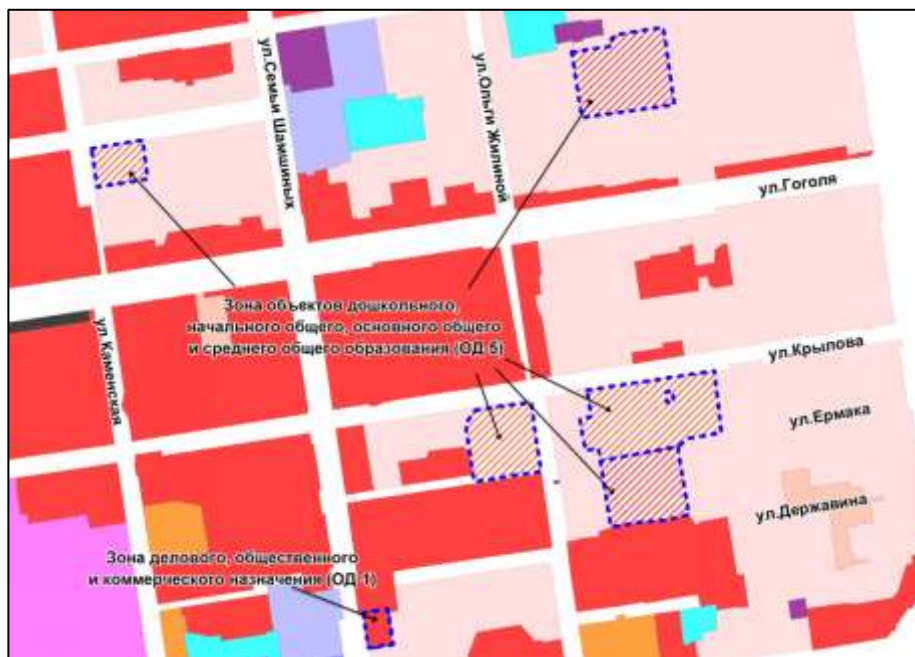 ул.Семьи Шамшиных
ул.Ольги Жилиной
ул.Гоголя
Зона объектов дошкольного,
начального общего, основного общего
и среднего общего образования (ОД-5)
ул.Каменская
ул.Крылова
ул.Ермака
ул.Державина
Зона делового, общественного
и коммерческого назначения (ОД-1)